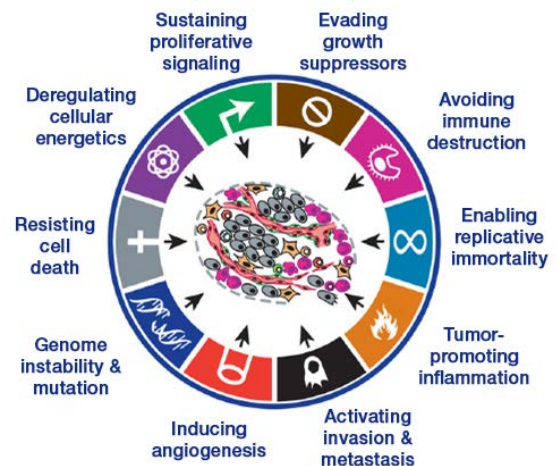 Sustaining
proliferative
signaling
Evading
growth
suppressors
Deregulating
cellular
energetics
Avoiding
immune
destruction
Resisting
cell
death
Enabling
replicative
immortality
Genome
instability &
mutation
Tumor-
promoting
inflammation
Inducing
angiogenesis
Activating
invasion &
metastasis